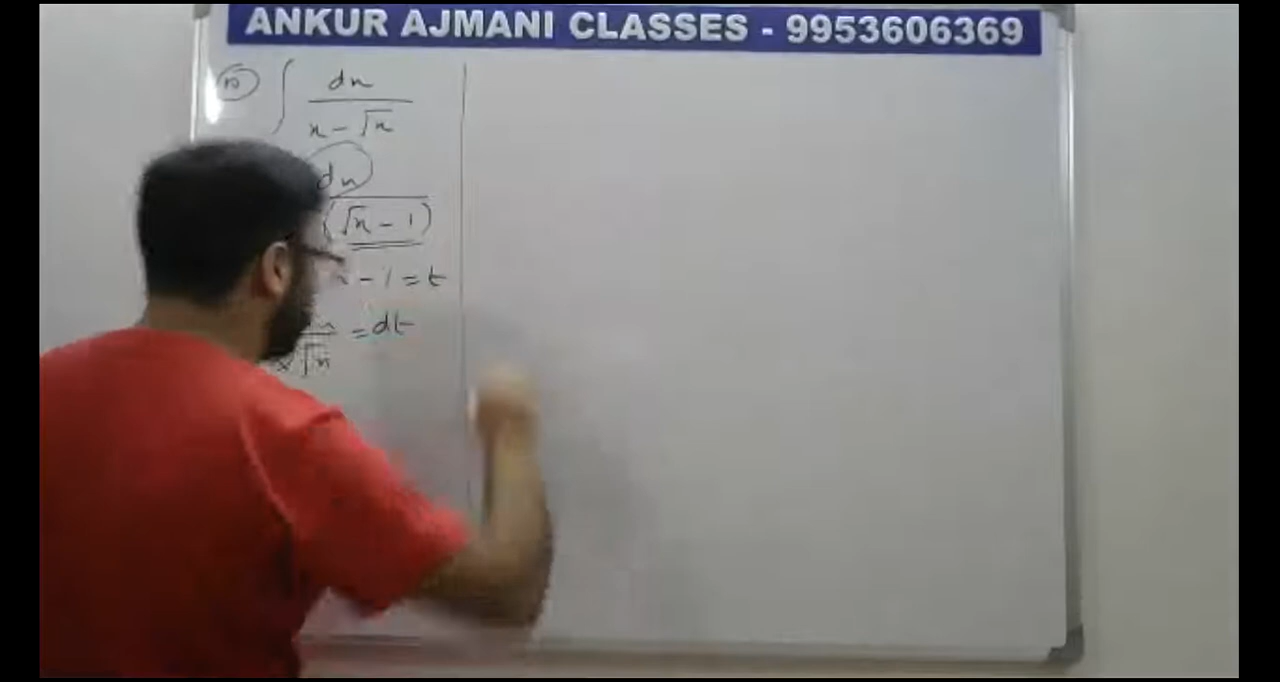 ANKUR AJMANI CLASSES - 9953606369
10 ∫ dx
x - √x
dx
(√x - 1)
x - 1 = t
= dt
√x